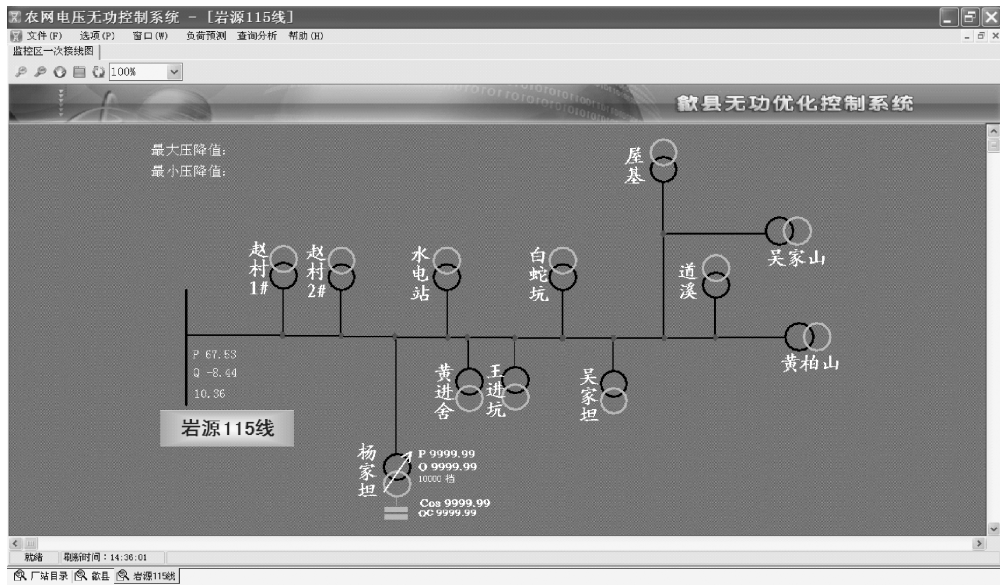 农网电压无功控制系统 - [岩源115线]
文件(F) 选项(P) 窗口(W) 负荷预测 查询分析 帮助(H)
监控区一次接线图
100%
歙县无功优化控制系统
最大压降值:
最小压降值:
屋基
吴家山
赵村1#
赵村2#
水电站
白蛇坑
道溪
黄柏山
P 67.53
Q -8.44
10.36
岩源115线
黄进舍
王进坑
吴家坦
杨家坦
P 9999.99
Q 9999.99
10000 档
Cos 9999.99
QC 9999.99
就绪 刷新时间:14:36:01
厂站目录 歙县 岩源115线